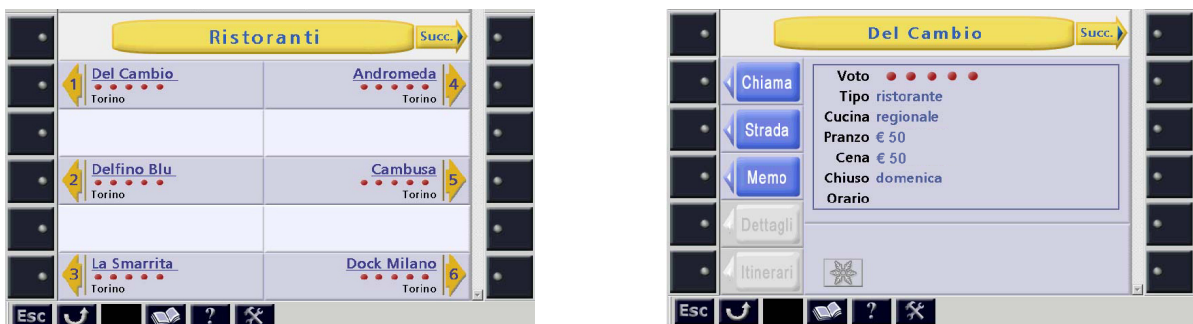 Ristoranti
Succ.
1 Del Cambio
Torino
Andromeda 4
Torino
2 Delfino Blu
Torino
Cambusa 5
Torino
3 La Smarrita
Torino
Dock Milano 6
Torino
Esc ?
Del Cambio
Succ.
Chiama
Strada
Memo
Dettagli
Itinerari
Voto
Tipo ristorante
Cucina regionale
Pranzo € 50
Cena € 50
Chiuso domenica
Orario
Esc ?